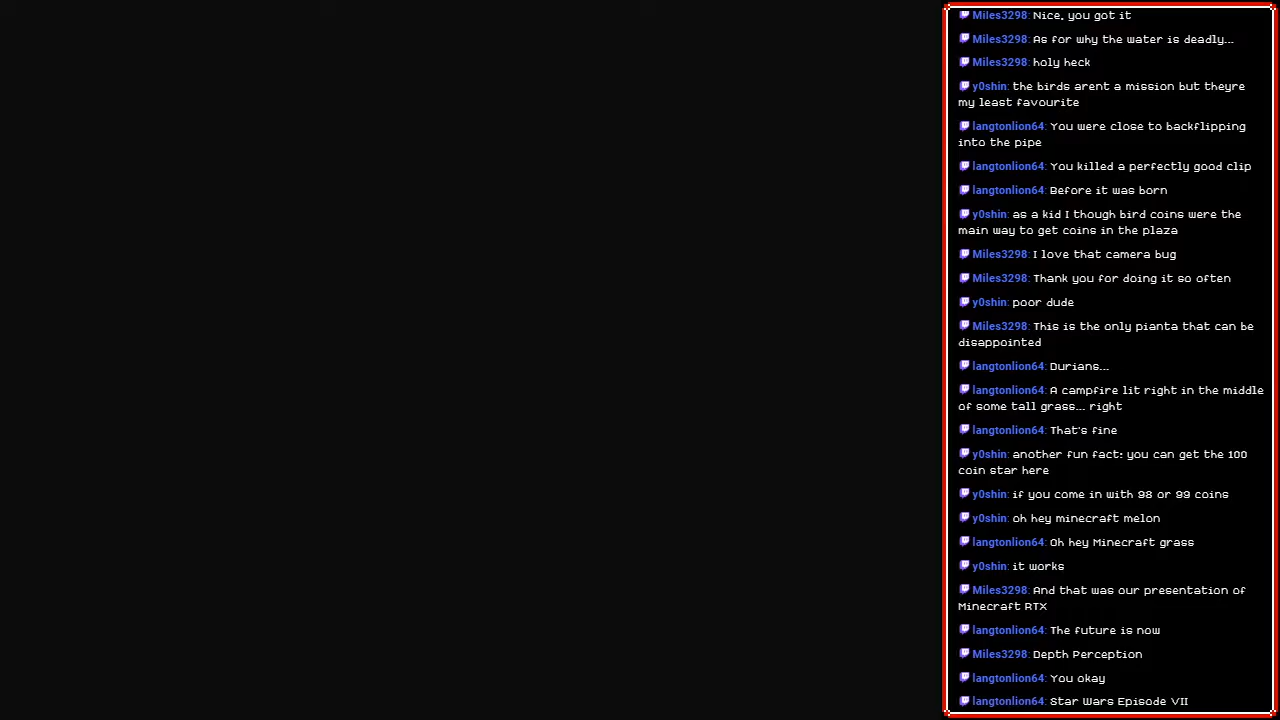 Miles3298: Nice, you got it
Miles3298: As for why the water is deadly...
Miles3298: holy heck
y0shin: the birds arent a mission but theyre
my least favourite
langtonlion64: You were close to backflipping
into the pipe
langtonlion64: You killed a perfectly good clip
langtonlion64: Before it was born
y0shin: as a kid I though bird coins were the
main way to get coins in the plaza
Miles3298: I love that camera bug
Miles3298: Thank you for doing it so often
y0shin: poor dude
Miles3298: This is the only pianta that can be
disappointed
langtonlion64: Durians...
langtonlion64: A campfire lit right in the middle
of some tall grass... right
langtonlion64: That's fine
y0shin: another fun fact: you can get the 100
coin star here
y0shin: if you come in with 98 or 99 coins
y0shin: oh hey minecraft melon
langtonlion64: Oh hey Minecraft grass
y0shin: it works
Miles3298: And that was our presentation of
Minecraft RTX
langtonlion64: The future is now
Miles3298: Depth Perception
langtonlion64: You okay
langtonlion64: Star Wars Episode VII